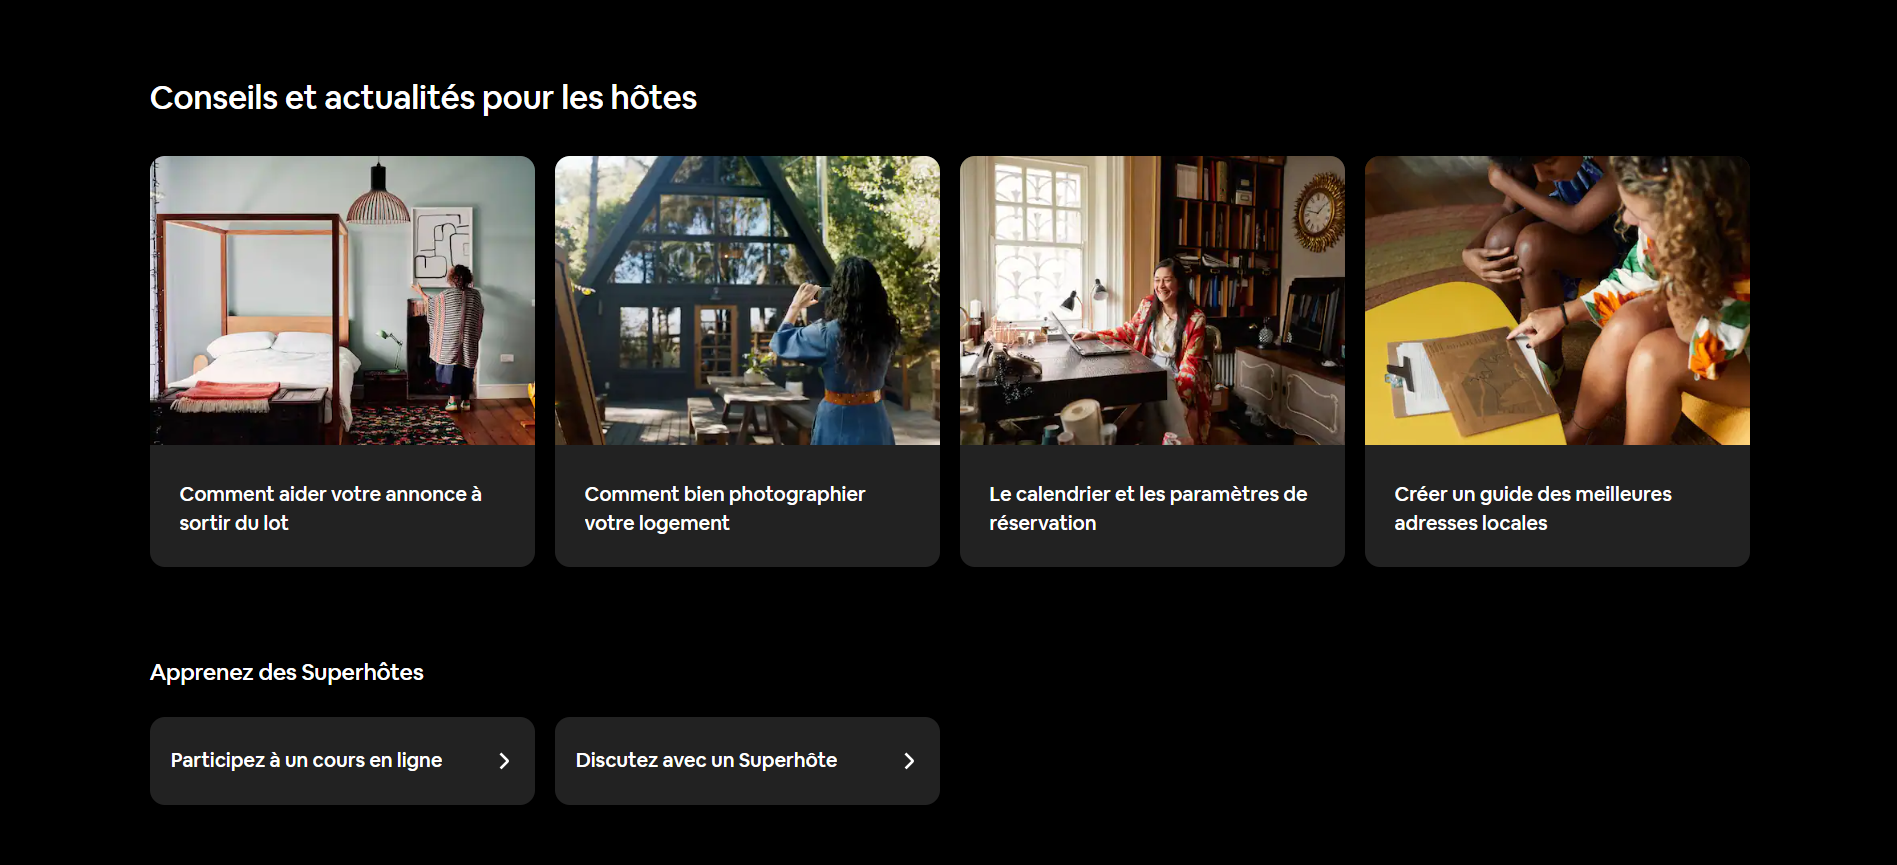 Conseils et actualités pour les hôtes
Comment aider votre annonce à
sortir du lot
Comment bien photographier
votre logement
Le calendrier et les paramètres de
réservation
Créer un guide des meilleures
adresses locales
Apprenez des Superhôtes
Participez à un cours en ligne
Discutez avec un Superhôte